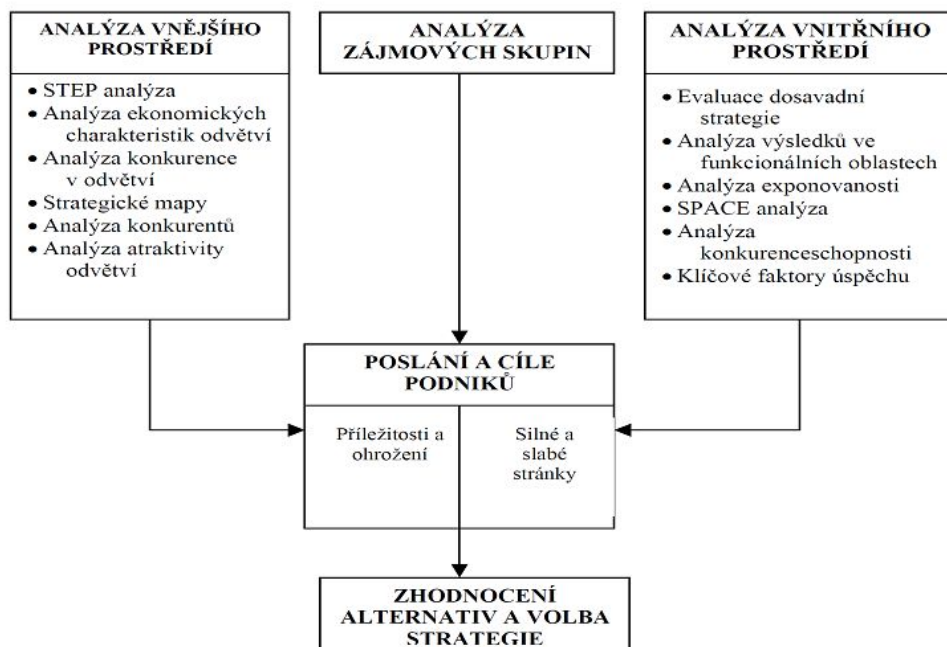 ANALÝZA VNĚJŠÍHO
PROSTŘEDÍ
• STEP analýza
• Analýza ekonomických
charakteristik odvětví
• Analýza konkurence
v odvětví
• Strategické mapy
• Analýza konkurentů
• Analýza atraktivity
odvětví
ANALÝZA
ZÁJMOVÝCH SKUPIN
ANALÝZA VNITŘNÍHO
PROSTŘEDÍ
• Evaluace dosavadní
strategie
• Analýza výsledků ve
funkcionálních oblastech
• Analýza exponovanosti
• SPACE analýza
• Analýza
konkurenceschopnosti
• Klíčové faktory úspěchu
POSLÁNÍ A CÍLE
PODNIKŮ
Příležitosti a
ohrožení
Silné a
slabé
stránky
ZHODNOCENÍ
ALTERNATIV A VOLBA
STRATEGIE